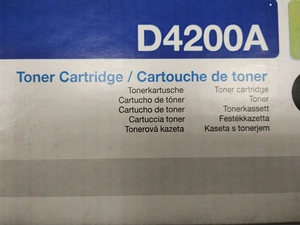 D4200A
Toner Cartridge / Cartouche de toner
Tonerkartusche Toner cartridge
Cartucho de tóner Toner
Cartucho de toner Tonerkassett
Cartuccia toner Festékkazetta
Tonerová kazeta Kaseta s tonerjem